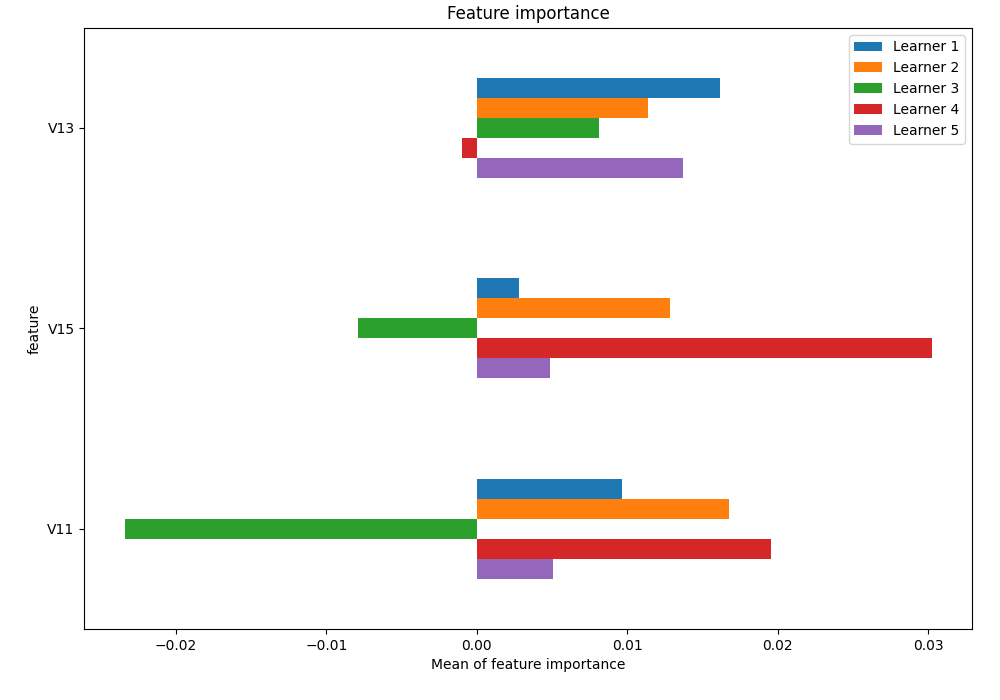 Feature importance
Learner 1
Learner 2
Learner 3
Learner 4
Learner 5
V13
V15
V11
feature
−0.02
−0.01
0.00
0.01
0.02
0.03
Mean of feature importance